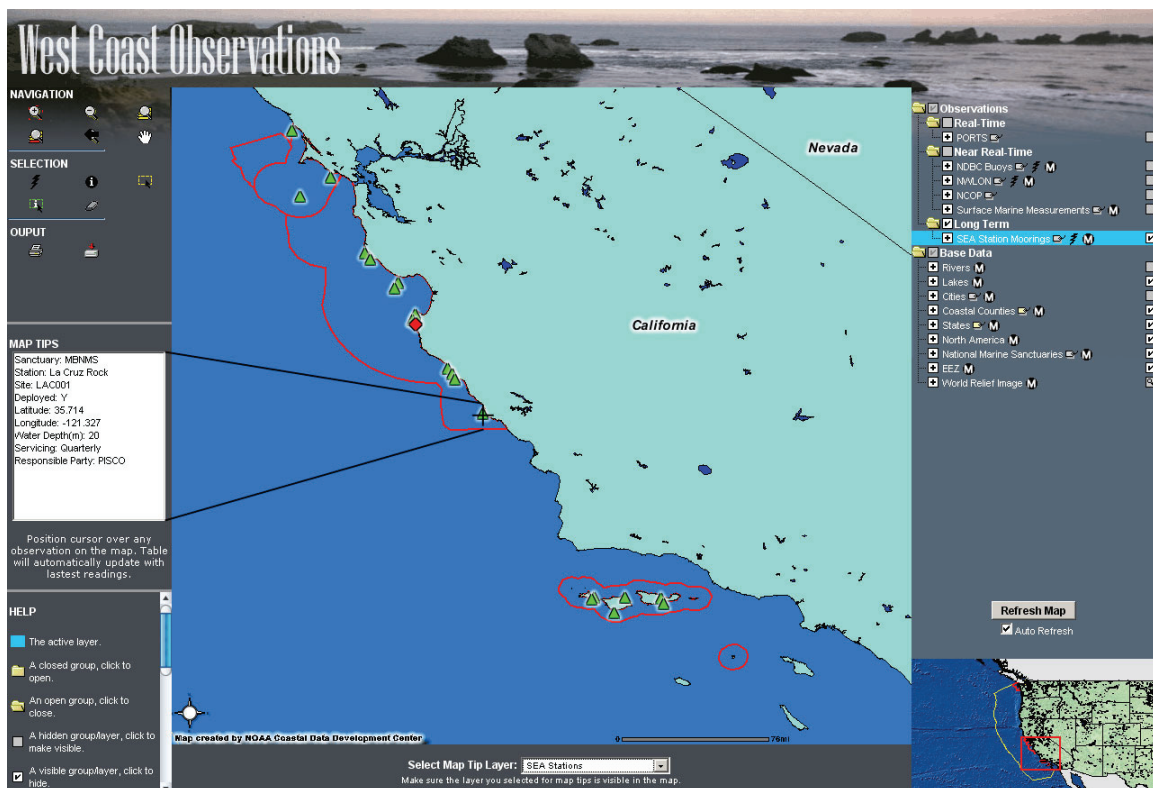 West Coast Observations
NAVIGATION
SELECTION
OUPUT
MAP TIPS
Sanctuary: MBNMS
Station: La Cruz Rock
Site: LAC001
Deployed: Y
Latitude: 35.714
Longitude: -121.327
Water Depth(m): 20
Servicing: Quarterly
Responsible Party: PISCO
Position cursor over any
observation on the map. Table
will automatically update with
lastest readings.
HELP
The active layer.
A closed group, click to
open.
An open group, click to
close.
A hidden group/layer, click to
make visible.
A visible group/layer, click to
hide.
Nevada
California
Map created by NOAA Coastal Data Development Center
0 76mi
Select Map Tip Layer: SEA Stations
Make sure the layer you selected for map tips is visible in the map.
Observations
Real-Time
PORTS
Near Real-Time
NDBC Buoys M
NWLON M
NCOP
Surface Marine Measurements M
Long Term
SEA Station Moorings M
Base Data
Rivers M
Lakes M
Cities M
Coastal Counties M
States M
North America M
National Marine Sanctuaries M
EEZ M
World Relief Image M
Refresh Map
Auto Refresh